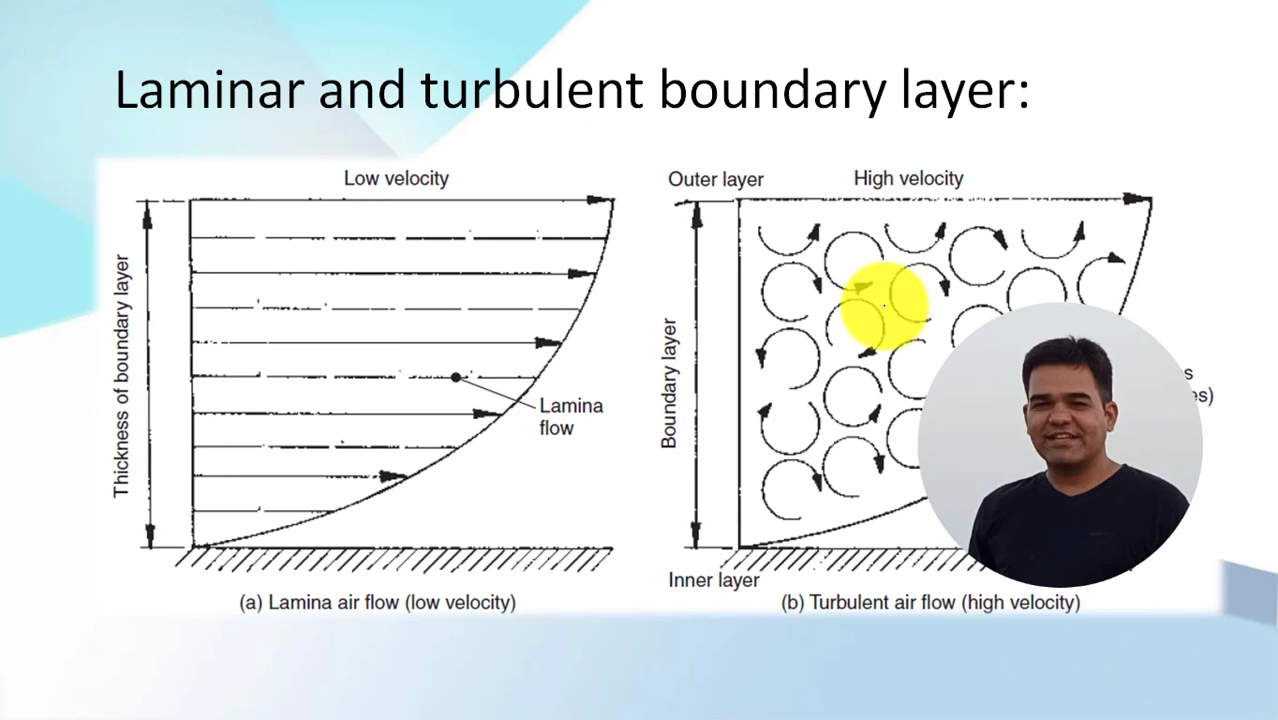 Laminar and turbulent boundary layer:
Low velocity
Thickness of boundary layer
Lamina
flow
(a) Lamina air flow (low velocity)
Outer layer
High velocity
Boundary layer
Inner layer
(b) Turbulent air flow (high velocity)